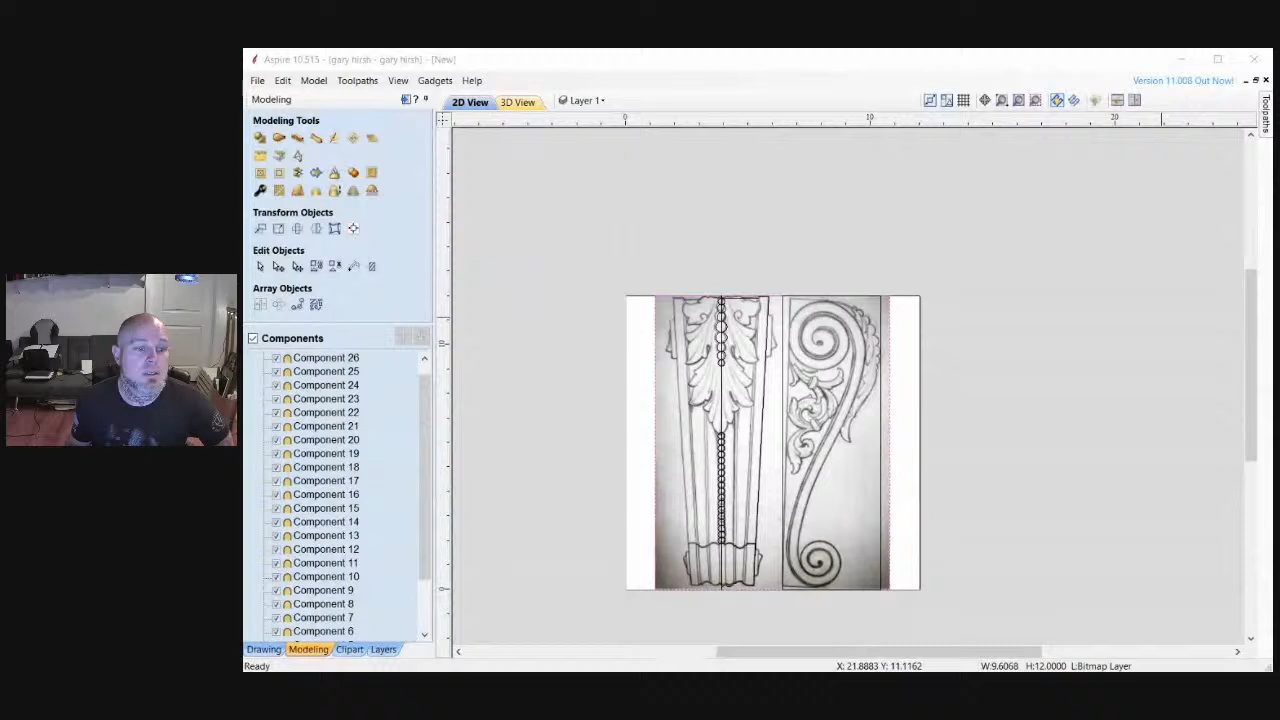 Aspire 10.515 - {gary hirsh - gary hirsh} - [New]
File Edit Model Toolpaths View Gadgets Help
Version 11.008 Out Now!
Modeling
2D View 3D View Layer 1
Toolpaths
0 10 20
Modeling Tools
Transform Objects
Edit Objects
Array Objects
Components
Component 26
Component 25
Component 24
Component 23
Component 22
Component 21
Component 20
Component 19
Component 18
Component 17
Component 16
Component 15
Component 14
Component 13
Component 12
Component 11
Component 10
Component 9
Component 8
Component 7
Component 6
10
0
Drawing Modeling Clipart Layers
Ready
X: 21.8883 Y: 11.1162
W:9.6068 H:12.0000 L:Bitmap Layer